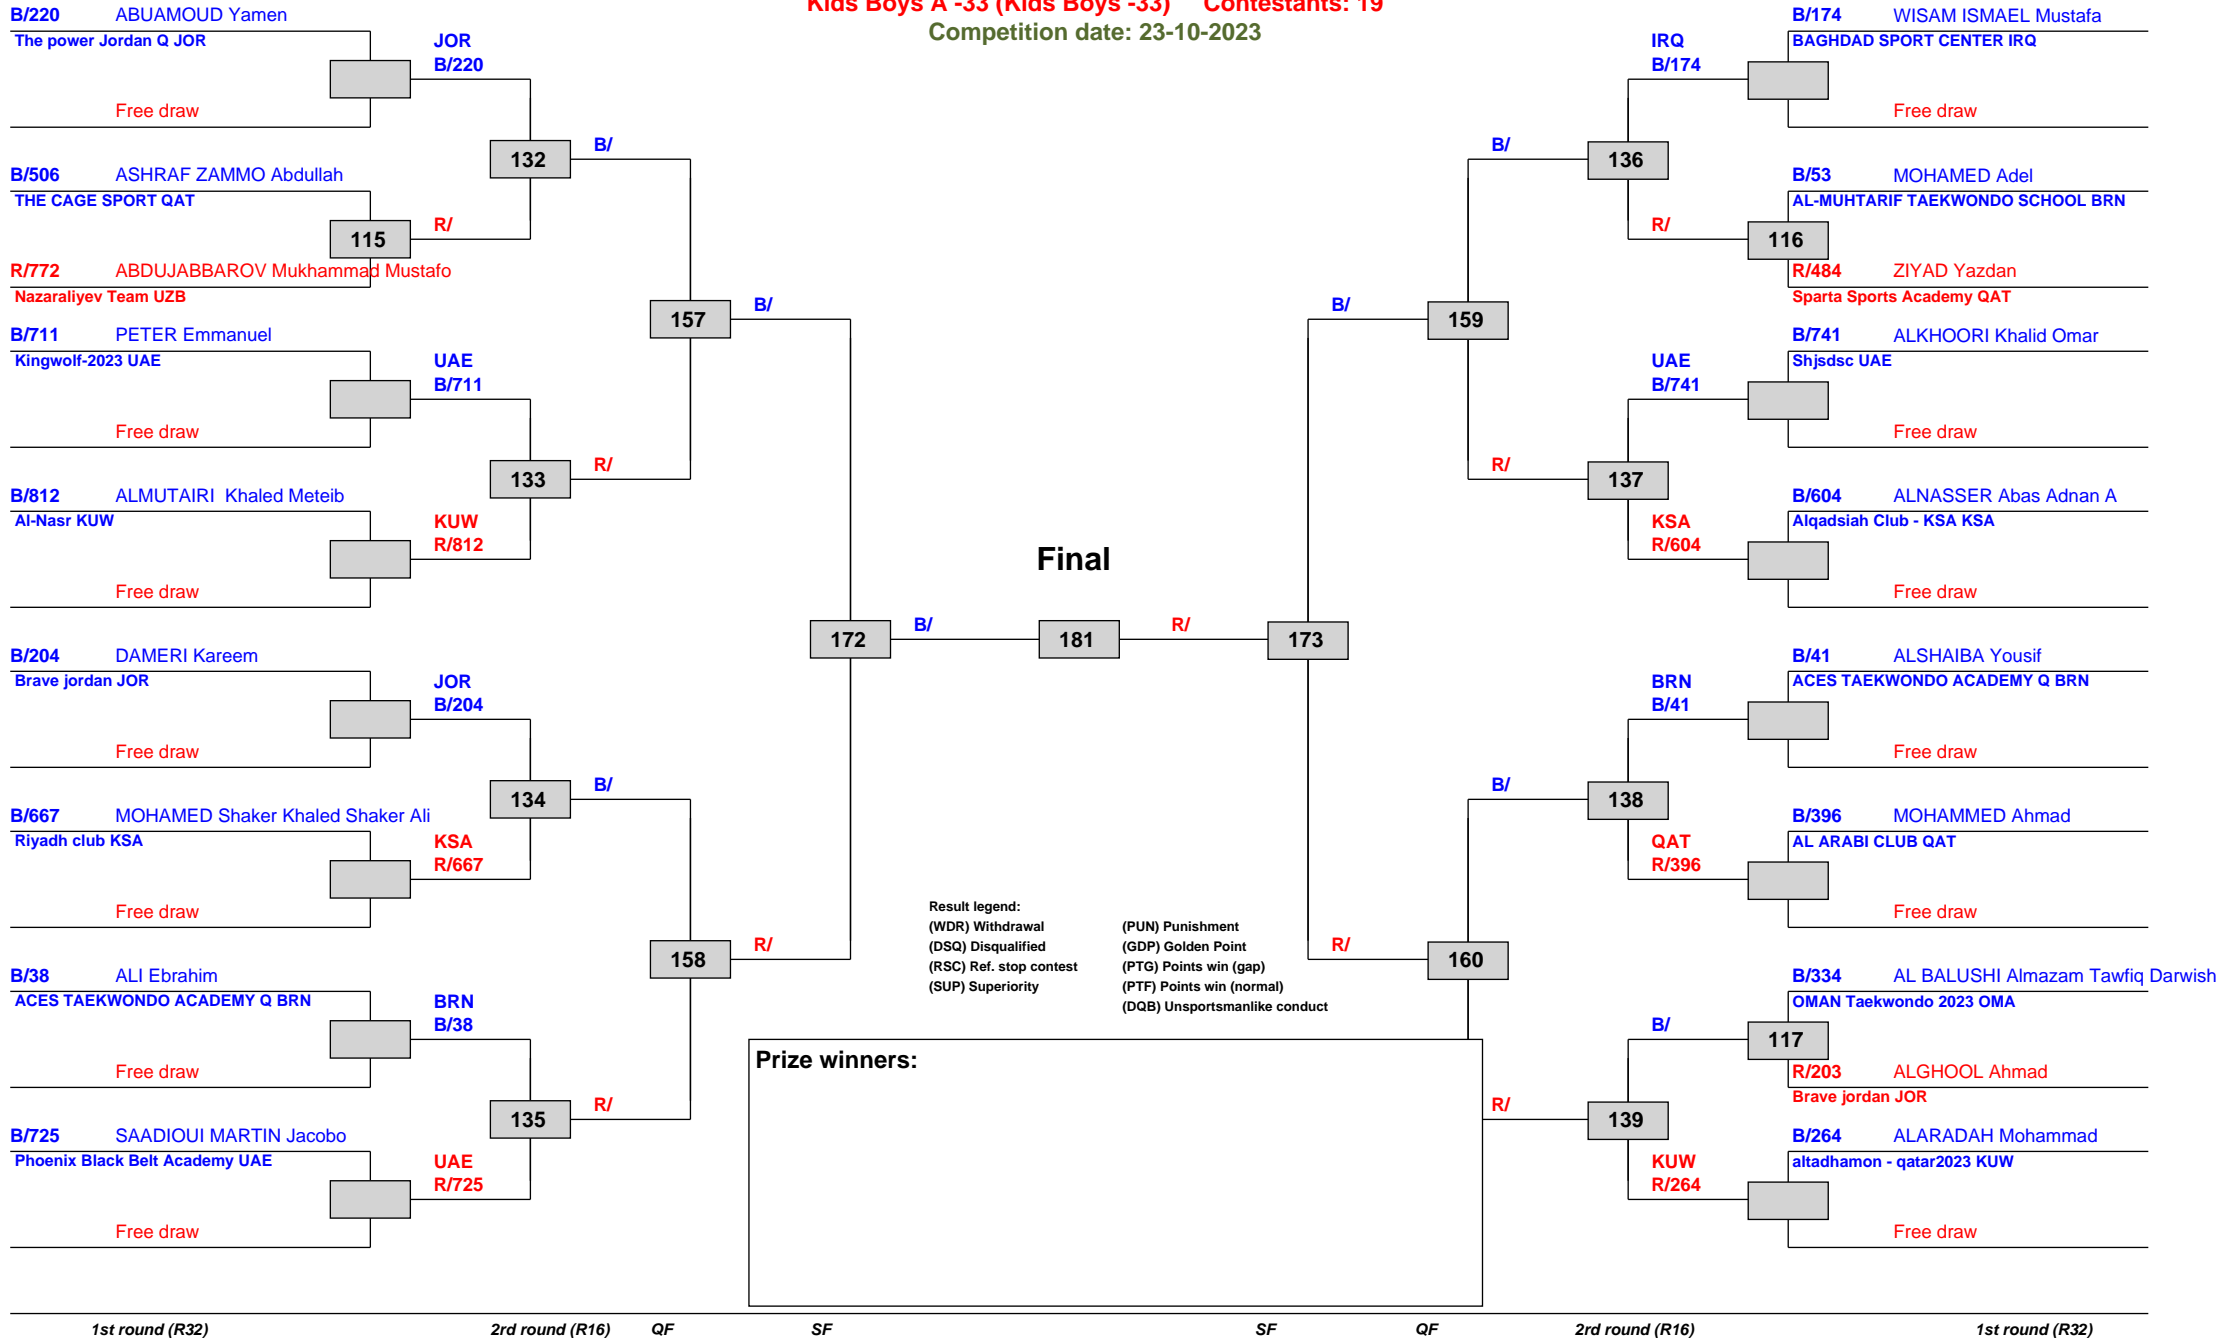 Kids Boys A -33 (Kids Boys -33) Contestants: 19
Competition date: 23-10-2023
B/220 ABUAMOUD Yamen
The power Jordan Q JOR
Free draw
B/506 ASHRAF ZAMMO Abdullah
THE CAGE SPORT QAT
115
R/772 ABDUJABBAROV Mukhammad Mustafo
Nazaraliyev Team UZB
B/711 PETER Emmanuel
Kingwolf-2023 UAE
Free draw
B/812 ALMUTAIRI Khaled Meteib
Al-Nasr KUW
Free draw
B/204 DAMERI Kareem
Brave jordan JOR
Free draw
B/667 MOHAMED Shaker Khaled Shaker Ali
Riyadh club KSA
Free draw
B/38 ALI Ebrahim
ACES TAEKWONDO ACADEMY Q BRN
Free draw
B/725 SAADIOUI MARTIN Jacobo
Phoenix Black Belt Academy UAE
Free draw
JOR
B/220
132
R/
UAE
B/711
133
KUW
R/812
JOR
B/204
134
KSA
R/667
BRN
B/38
135
UAE
R/725
B/
157
R/
B/
158
R/
B/
172
R/
Final
B/
181
R/
173
B/
R/
B/
159
R/
B/
160
R/
IRQ
B/174
136
R/
UAE
B/741
137
KSA
R/604
BRN
B/41
138
QAT
R/396
B/
139
KUW
R/264
B/174 WISAM ISMAEL Mustafa
BAGHDAD SPORT CENTER IRQ
Free draw
B/53 MOHAMED Adel
AL-MUHTARIF TAEKWONDO SCHOOL BRN
116
R/484 ZIYAD Yazdan
Sparta Sports Academy QAT
B/741 ALKHOORI Khalid Omar
Shjsdsc UAE
Free draw
B/604 ALNASSER Abas Adnan A
Alqadsiah Club - KSA KSA
Free draw
B/41 ALSHAIBA Yousif
ACES TAEKWONDO ACADEMY Q BRN
Free draw
B/396 MOHAMMED Ahmad
AL ARABI CLUB QAT
Free draw
B/334 AL BALUSHI Almazam Tawfiq Darwish
OMAN Taekwondo 2023 OMA
117
R/203 ALGHOOL Ahmad
Brave jordan JOR
B/264 ALARADAH Mohammad
altadhamon - qatar2023 KUW
Free draw
Result legend:
(WDR) Withdrawal
(DSQ) Disqualified
(RSC) Ref. stop contest
(SUP) Superiority
(PUN) Punishment
(GDP) Golden Point
(PTG) Points win (gap)
(PTF) Points win (normal)
(DQB) Unsportsmanlike conduct
Prize winners:
1st round (R32) 2rd round (R16) QF SF SF QF 2rd round (R16) 1st round (R32)